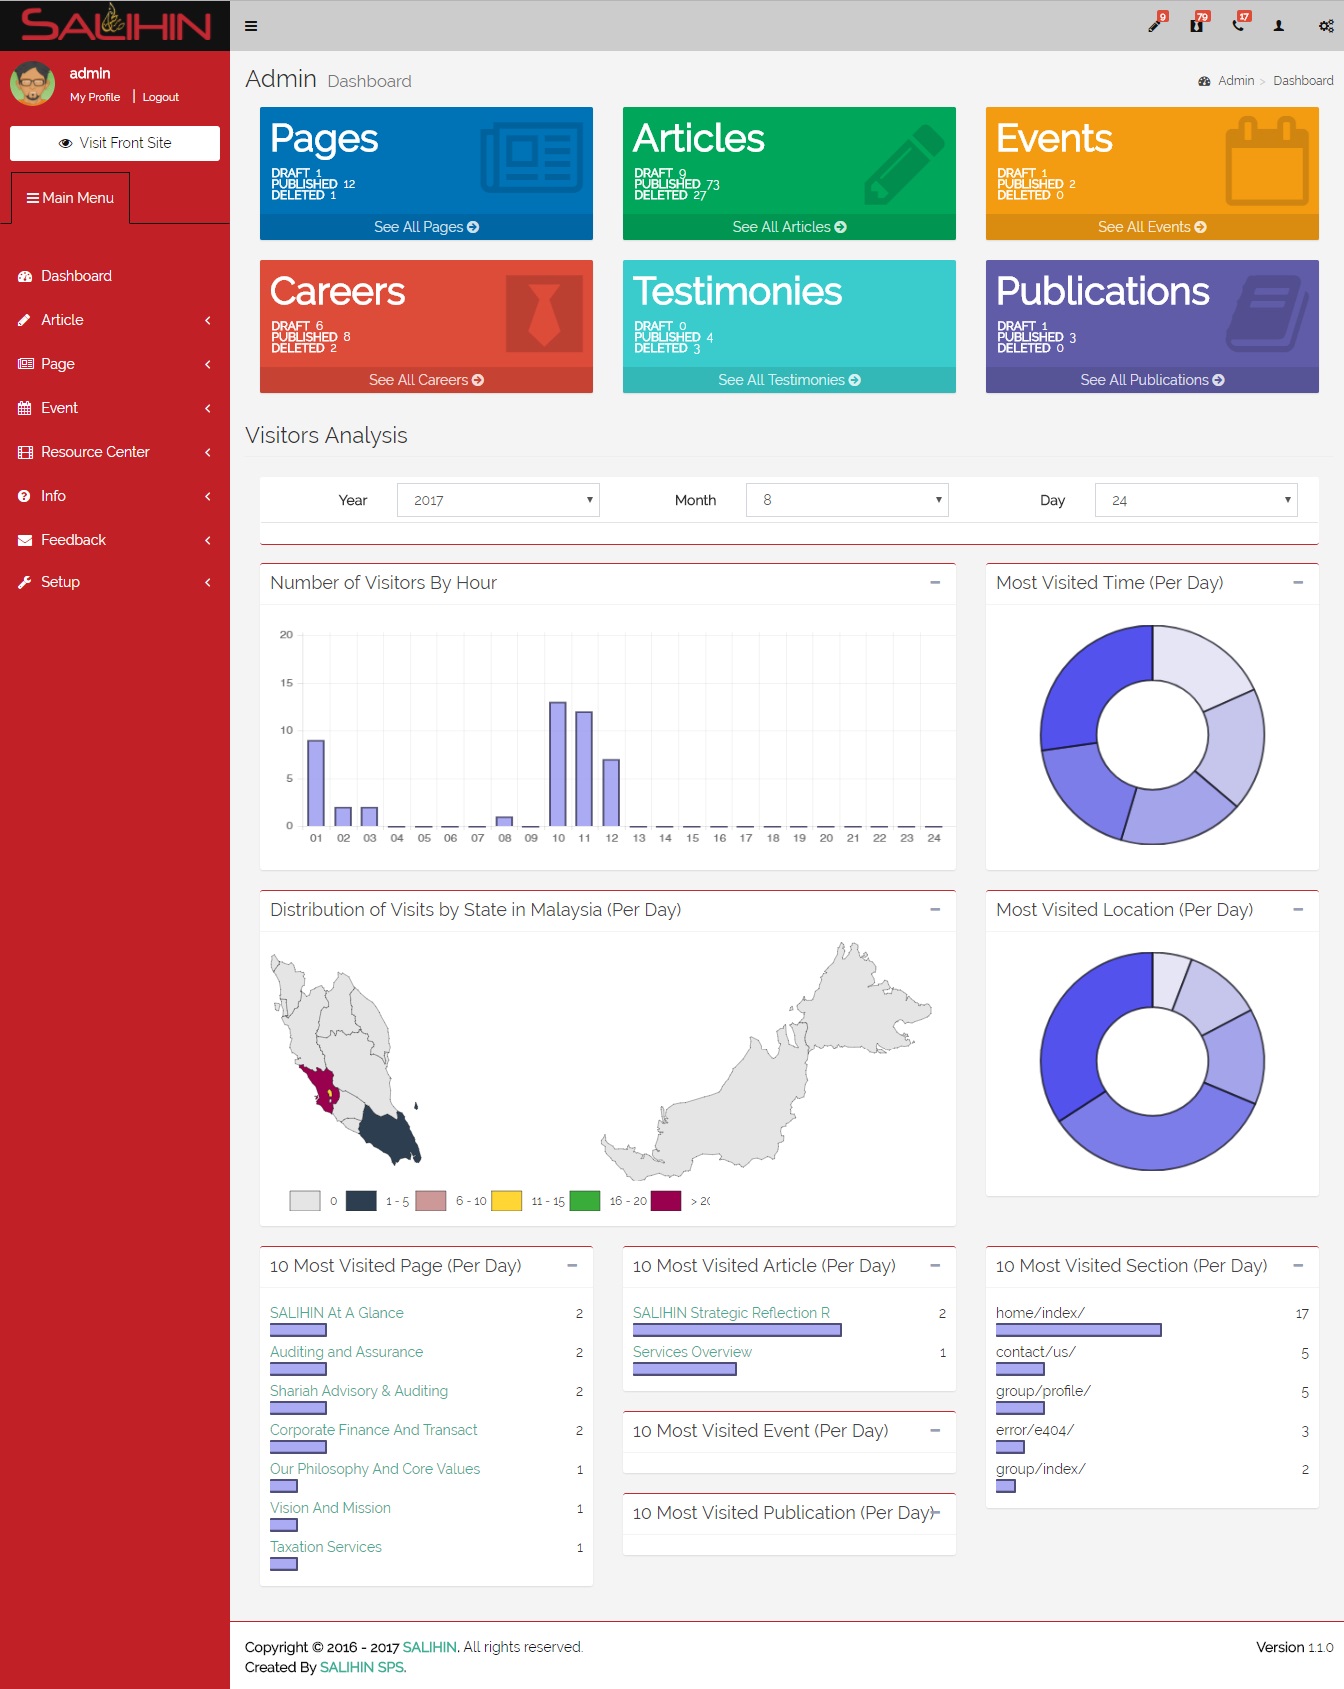 SALIHIN
9 79 17
admin
My Profile | Logout
Visit Front Site
Main Menu
Dashboard
Article
Page
Event
Resource Center
Info
Feedback
Setup
Admin Dashboard
Admin > Dashboard
Pages
DRAFT 1
PUBLISHED 12
DELETED 1
See All Pages
Articles
DRAFT 9
PUBLISHED 73
DELETED 27
See All Articles
Events
DRAFT 1
PUBLISHED 2
DELETED 0
See All Events
Careers
DRAFT 6
PUBLISHED 8
DELETED 2
See All Careers
Testimonies
DRAFT 0
PUBLISHED 4
DELETED 3
See All Testimonies
Publications
DRAFT 1
PUBLISHED 3
DELETED 0
See All Publications
Visitors Analysis
Year 2017 Month 8 Day 24
Number of Visitors By Hour
20
15
10
5
0
01 02 03 04 05 06 07 08 09 10 11 12 13 14 15 16 17 18 19 20 21 22 23 24
Most Visited Time (Per Day)
Distribution of Visits by State in Malaysia (Per Day)
0 1 - 5 6 - 10 11 - 15 16 - 20 > 20
Most Visited Location (Per Day)
10 Most Visited Page (Per Day)
SALIHIN At A Glance 2
Auditing and Assurance 2
Shariah Advisory & Auditing 2
Corporate Finance And Transact 2
Our Philosophy And Core Values 1
Vision And Mission 1
Taxation Services 1
10 Most Visited Article (Per Day)
SALIHIN Strategic Reflection R 2
Services Overview 1
10 Most Visited Event (Per Day)
10 Most Visited Publication (Per Day)
10 Most Visited Section (Per Day)
home/index/ 17
contact/us/ 5
group/profile/ 5
error/e404/ 3
group/index/ 2
Copyright © 2016 - 2017 SALIHIN. All rights reserved.
Created By SALIHIN SPS.
Version 1.1.0